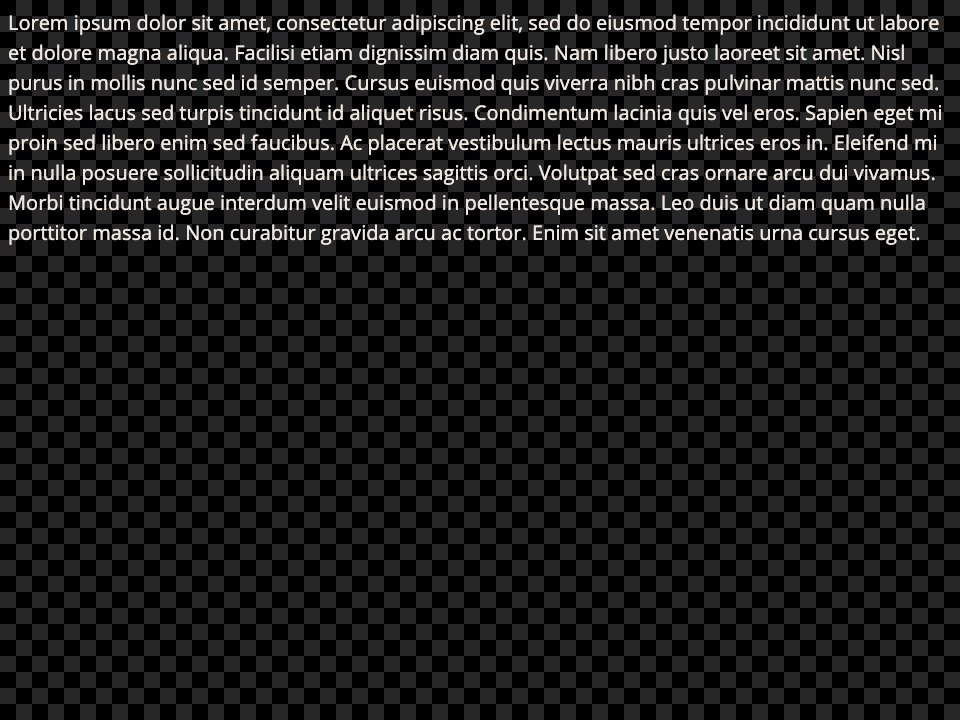 Lorem ipsum dolor sit amet, consectetur adipiscing elit, sed do eiusmod tempor incididunt ut labore
et dolore magna aliqua. Facilisi etiam dignissim diam quis. Nam libero justo laoreet sit amet. Nisl
purus in mollis nunc sed id semper. Cursus euismod quis viverra nibh cras pulvinar mattis nunc sed.
Ultricies lacus sed turpis tincidunt id aliquet risus. Condimentum lacinia quis vel eros. Sapien eget mi
proin sed libero enim sed faucibus. Ac placerat vestibulum lectus mauris ultrices eros in. Eleifend mi
in nulla posuere sollicitudin aliquam ultrices sagittis orci. Volutpat sed cras ornare arcu dui vivamus.
Morbi tincidunt augue interdum velit euismod in pellentesque massa. Leo duis ut diam quam nulla
porttitor massa id. Non curabitur gravida arcu ac tortor. Enim sit amet venenatis urna cursus eget.